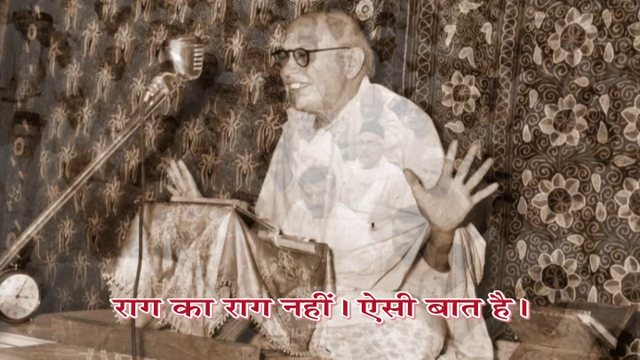 राग का राग नहीं। ऐसी बात है।